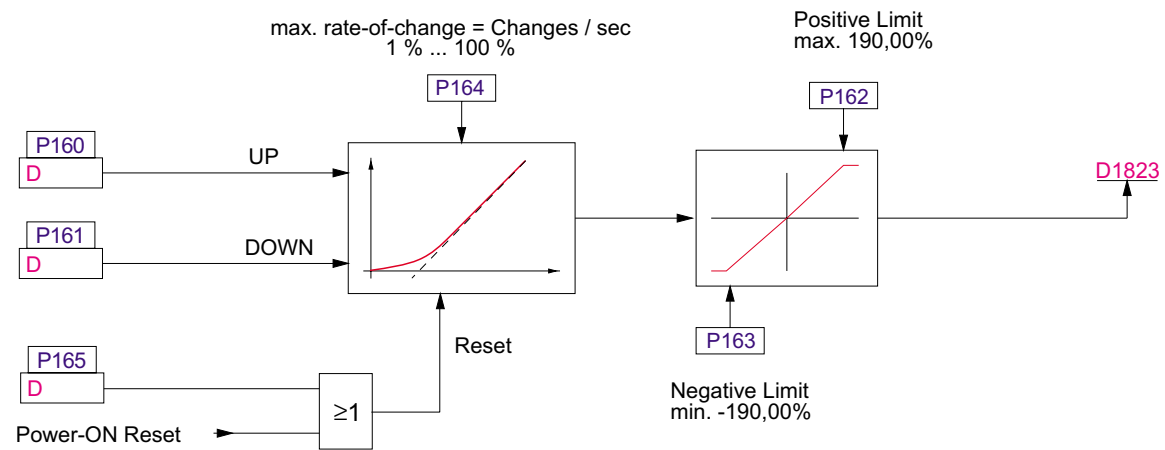 max. rate-of-change = Changes / sec
1 % ... 100 %
Positive Limit
max. 190,00%
P164
P162
P160
D
UP
D1823
P161
D
DOWN
P165
D
Reset
P163
≥1
Power-ON Reset
Negative Limit
min. -190,00%